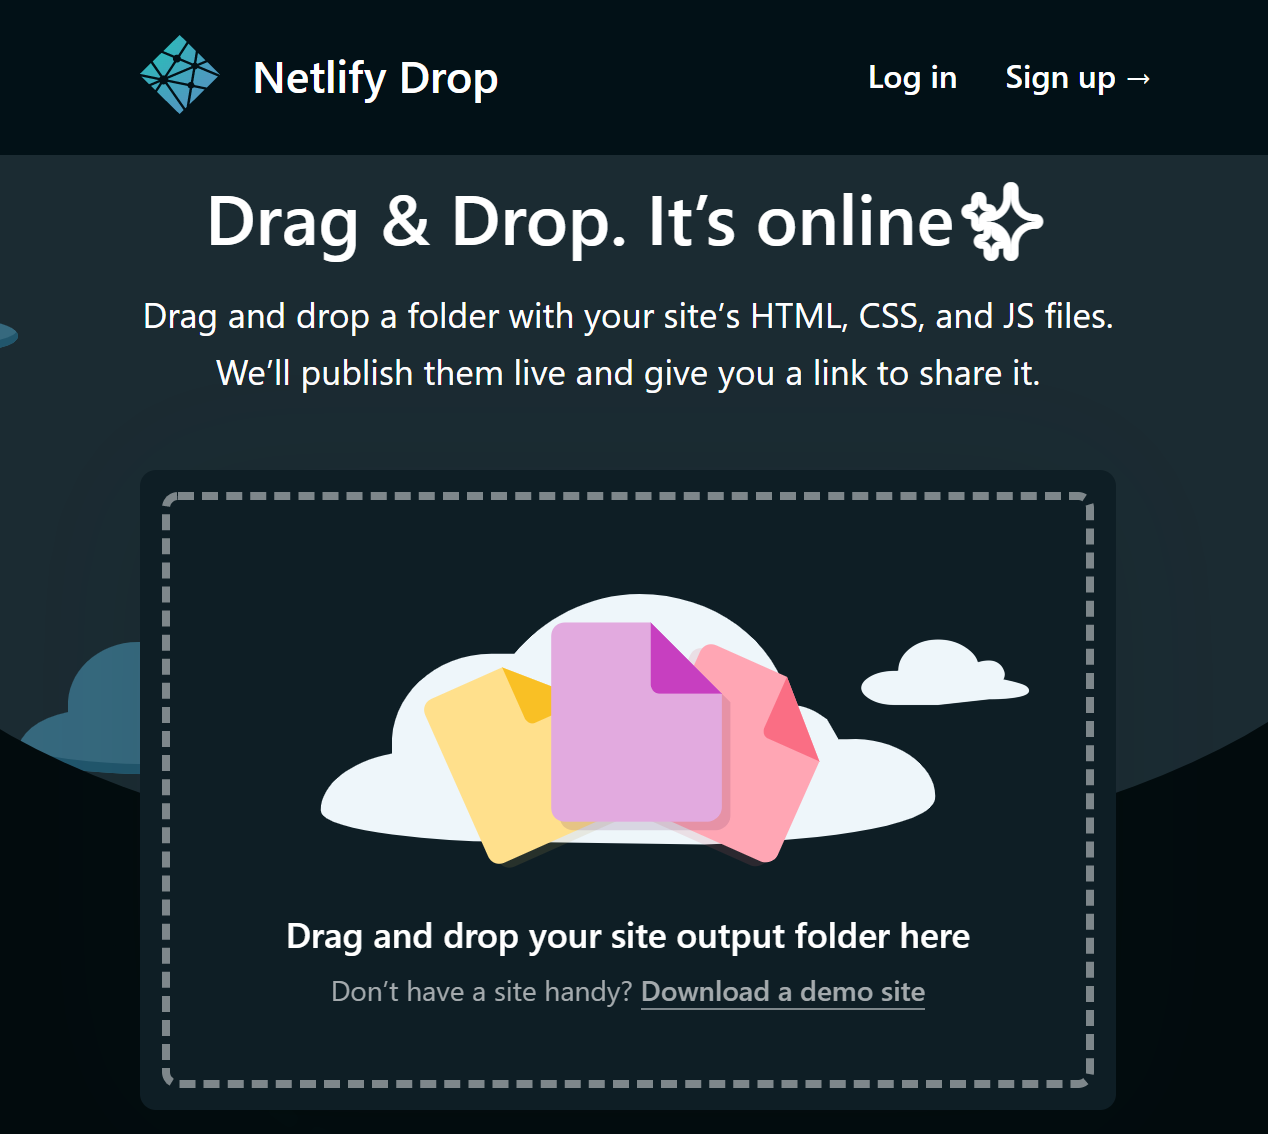 Netlify Drop
Log in
Sign up →
Drag & Drop. It’s online
Drag and drop a folder with your site’s HTML, CSS, and JS files.
We’ll publish them live and give you a link to share it.
Drag and drop your site output folder here
Don’t have a site handy? Download a demo site